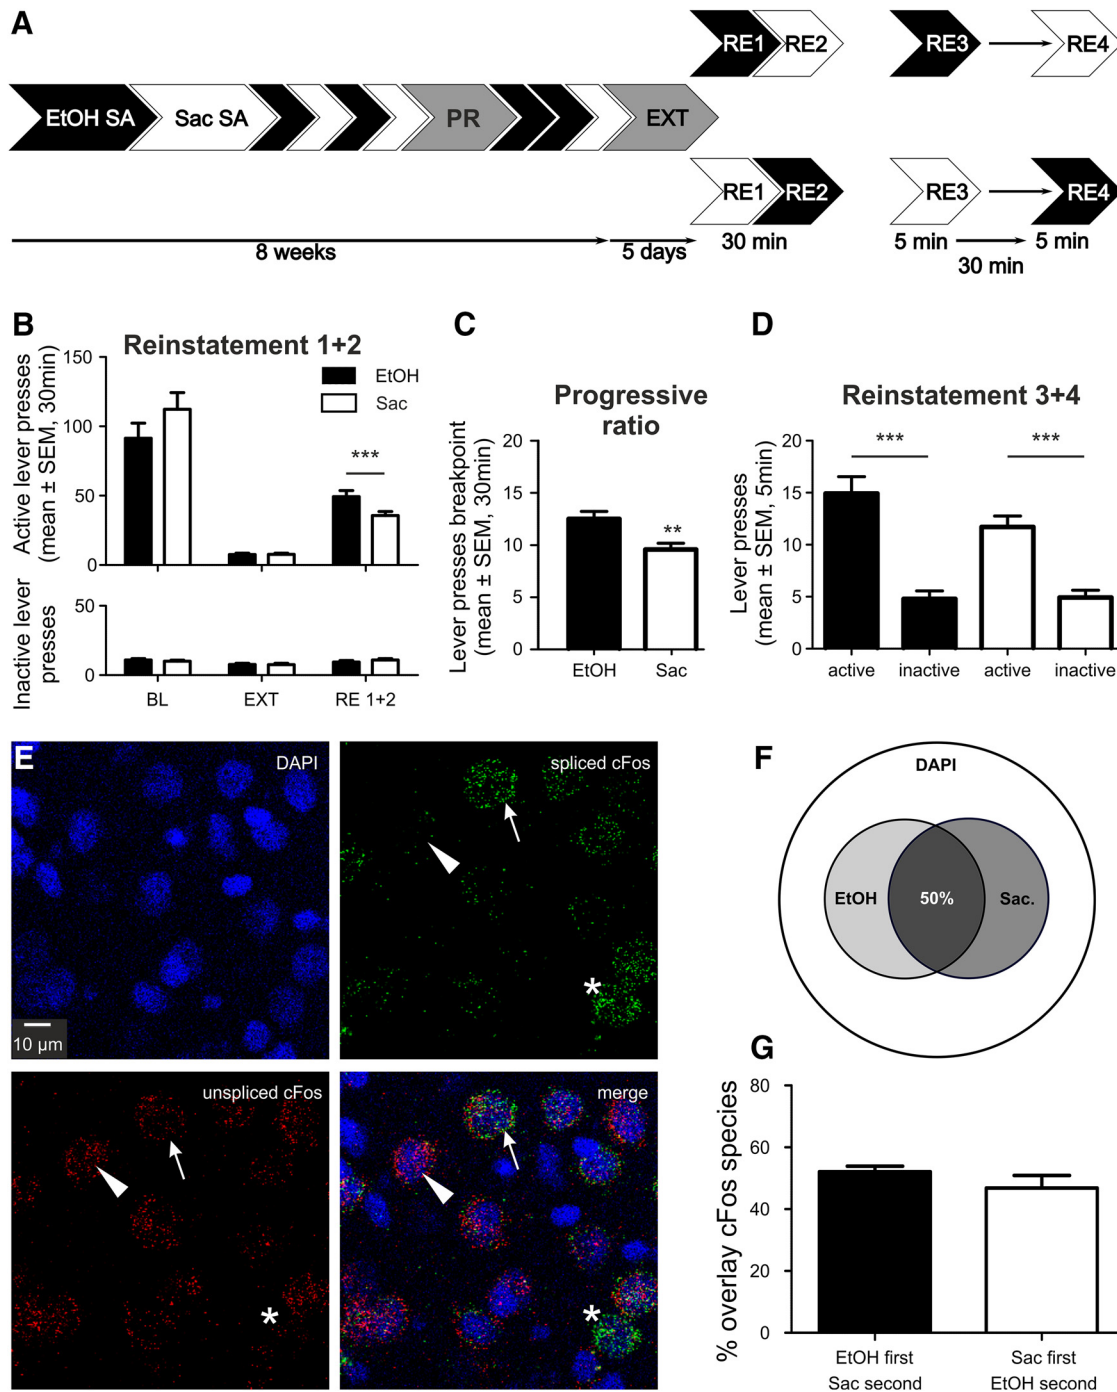 A
EtOH SA
Sac SA
PR
EXT
RE1
RE2
RE3
RE4
RE1
RE2
RE3
RE4
8 weeks
5 days
30 min
5 min
5 min
30 min
B
Reinstatement 1+2
Active lever presses
(mean ± SEM, 30min)
150
100
50
0
EtOH
Sac
***
Inactive lever
presses
50
0
BL
EXT
RE 1+2
C
Progressive
ratio
Lever presses breakpoint
(mean ± SEM, 30min)
20
15
10
5
0
**
EtOH
Sac
D
Reinstatement 3+4
Lever presses
(mean ± SEM, 5min)
20
15
10
5
0
***
***
active
inactive
active
inactive
E
DAPI
10 µm
spliced cFos
*
unspliced cFos
*
merge
*
F
DAPI
EtOH
50%
Sac.
G
% overlay cFos species
80
60
40
20
0
EtOH first
Sac second
Sac first
EtOH second